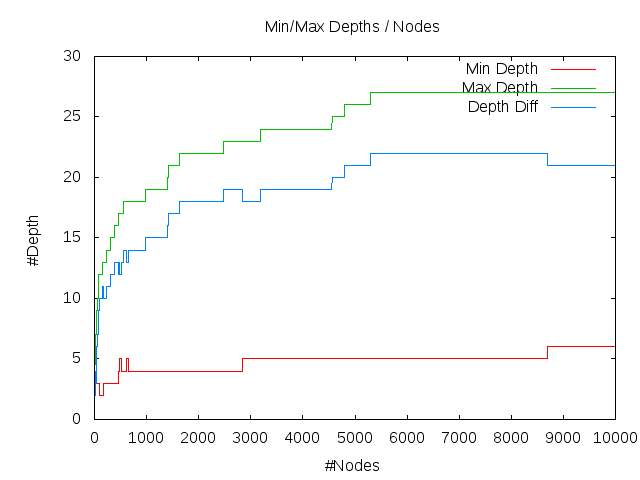 Min/Max Depths / Nodes
30
25
20
15
10
5
0
#Depth
Min Depth
Max Depth
Depth Diff
0 1000 2000 3000 4000 5000 6000 7000 8000 9000 10000
#Nodes